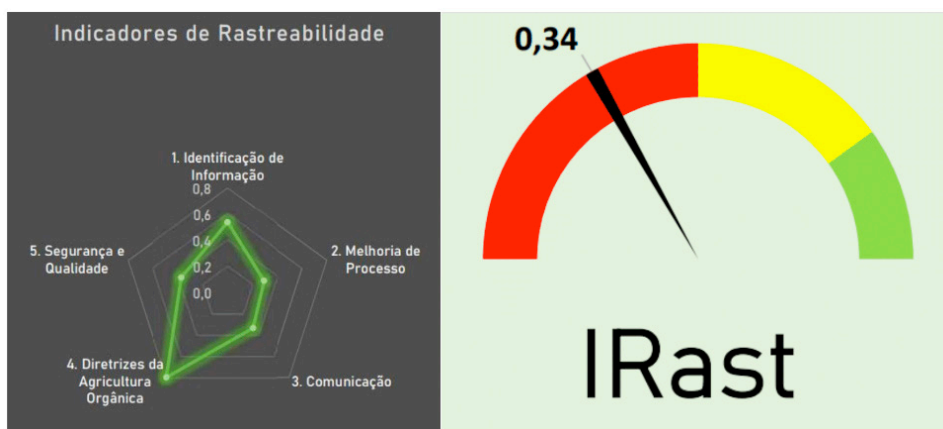 Indicadores de Rastreabilidade
1. Identificação de
Informação
0,8
0,6
0,4
0,2
0,0
5. Segurança e
Qualidade
2. Melhoria de
Processo
4. Diretrizes da
Agricultura
Orgânica
3. Comunicação
0,34
IRast